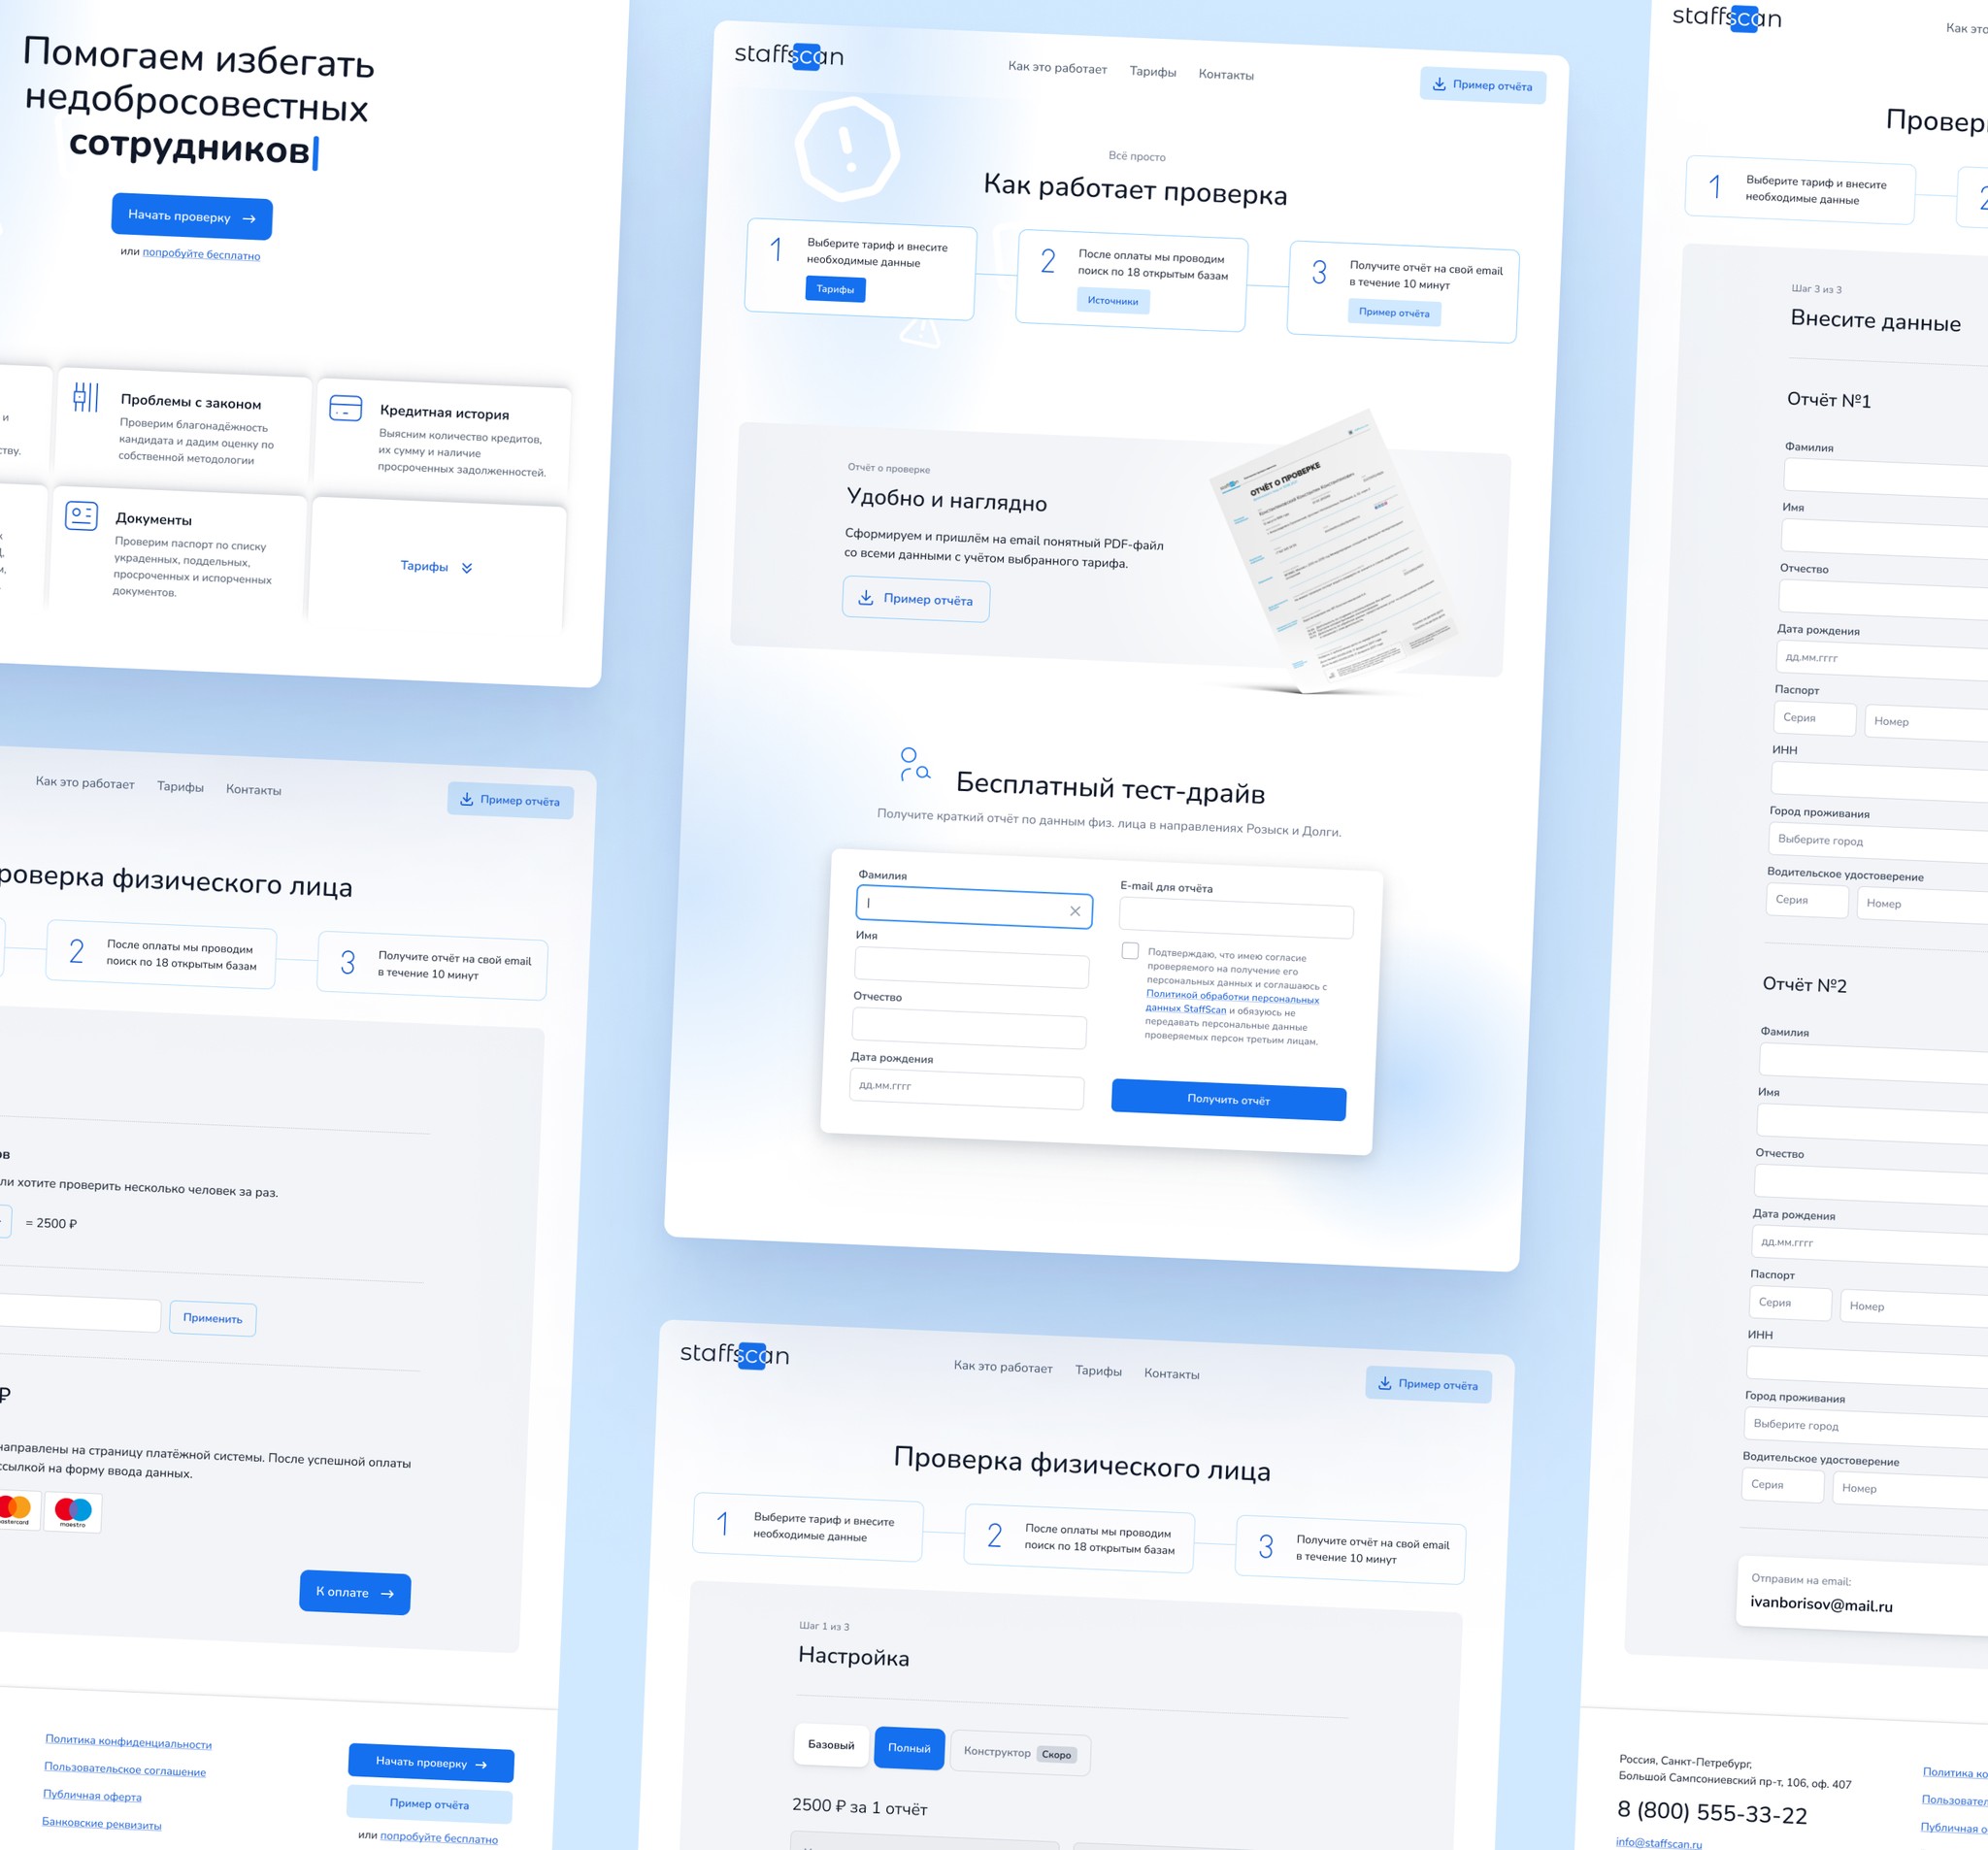 Помогаем избегать
недобросовестных
сотрудников
Начать проверку
или попробуйте бесплатно
и
ству.
Проблемы с законом
Проверим благонадёжность
кандидата и дадим оценку по
собственной методологии
Кредитная история
Выясним количество кредитов,
их сумму и наличие
просроченных задолженностей.
Документы
Проверим паспорт по списку
украденных, поддельных,
просроченных и испорченных
документов.
Тарифы
Как это работает
Тарифы
Контакты
Пример отчёта
роверка физического лица
2
После оплаты мы проводим
поиск по 18 открытым базам
3
Получите отчёт на свой email
в течение 10 минут
ов
ли хотите проверить несколько человек за раз.
= 2500 ₽
Применить
₽
направлены на страницу платёжной системы. После успешной оплаты
ссылкой на форму ввода данных.
mastercard
maestro
К оплате
Политика конфиденциальности
Пользовательское соглашение
Публичная оферта
Банковские реквизиты
Начать проверку
Пример отчёта
или попробуйте бесплатно
staffscan
Как это работает
Тарифы
Контакты
Пример отчёта
Всё просто
Как работает проверка
1
Выберите тариф и внесите
необходимые данные
Тарифы
2
После оплаты мы проводим
поиск по 18 открытым базам
Источники
3
Получите отчёт на свой email
в течение 10 минут
Пример отчёта
Отчёт о проверке
Удобно и наглядно
Сформируем и пришлём на email понятный PDF-файл
со всеми данными с учётом выбранного тарифа.
Пример отчёта
ОТЧЁТ О ПРОВЕРКЕ
Бесплатный тест-драйв
Получите краткий отчёт по данным физ. лица в направлениях Розыск и Долги.
Фамилия
Имя
Отчество
Дата рождения
дд.мм.гггг
E-mail для отчёта
Подтверждаю, что имею согласие
проверяемого на получение его
персональных данных и соглашаюсь с
Политикой обработки персональных
данных StaffScan и обязуюсь не
передавать персональные данные
проверяемых персон третьим лицам.
Получить отчёт
staffscan
Как это работает
Тарифы
Контакты
Пример отчёта
Проверка физического лица
1
Выберите тариф и внесите
необходимые данные
2
После оплаты мы проводим
поиск по 18 открытым базам
3
Получите отчёт на свой email
в течение 10 минут
Шаг 1 из 3
Настройка
Базовый
Полный
Конструктор
Скоро
2500 ₽ за 1 отчёт
staffscan
Как это
Провер
1
Выберите тариф и внесите
необходимые данные
2
Шаг 3 из 3
Внесите данные
Отчёт №1
Фамилия
Имя
Отчество
Дата рождения
дд.мм.гггг
Паспорт
Серия
Номер
ИНН
Город проживания
Выберите город
Водительское удостоверение
Серия
Номер
Отчёт №2
Фамилия
Имя
Отчество
Дата рождения
дд.мм.гггг
Паспорт
Серия
Номер
ИНН
Город проживания
Выберите город
Водительское удостоверение
Серия
Номер
Отправим на email:
ivanborisov@mail.ru
Россия, Санкт-Петребург,
Большой Сампсониевский пр-т, 106, оф. 407
8 (800) 555-33-22
info@staffscan.ru
Политика ко
Пользовател
Публичная о